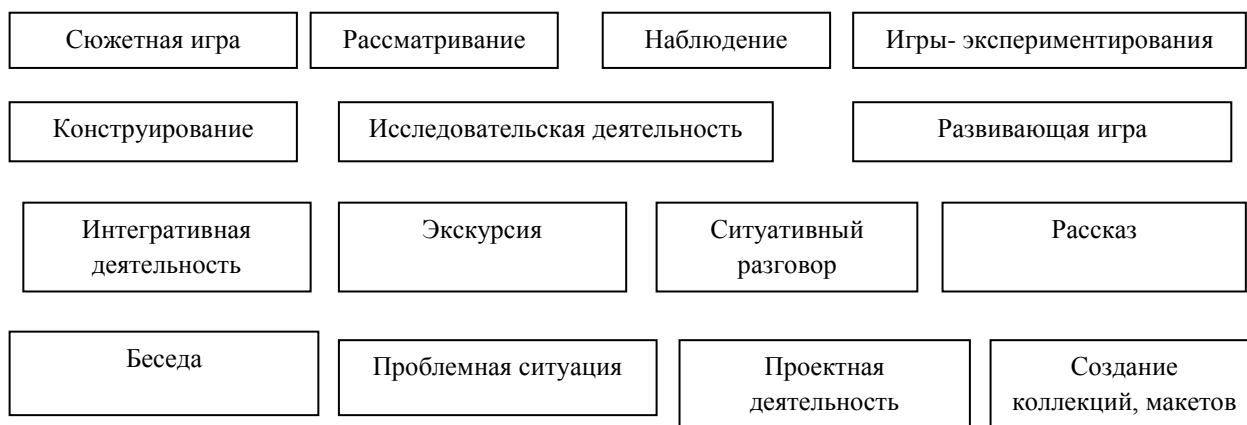 Сюжетная игра
Рассматривание
Наблюдение
Игры- экспериментирования
Конструирование
Исследовательская деятельность
Развивающая игра
Интегративная
деятельность
Экскурсия
Ситуативный
разговор
Рассказ
Беседа
Проблемная ситуация
Проектная
деятельность
Создание
коллекций, макетов